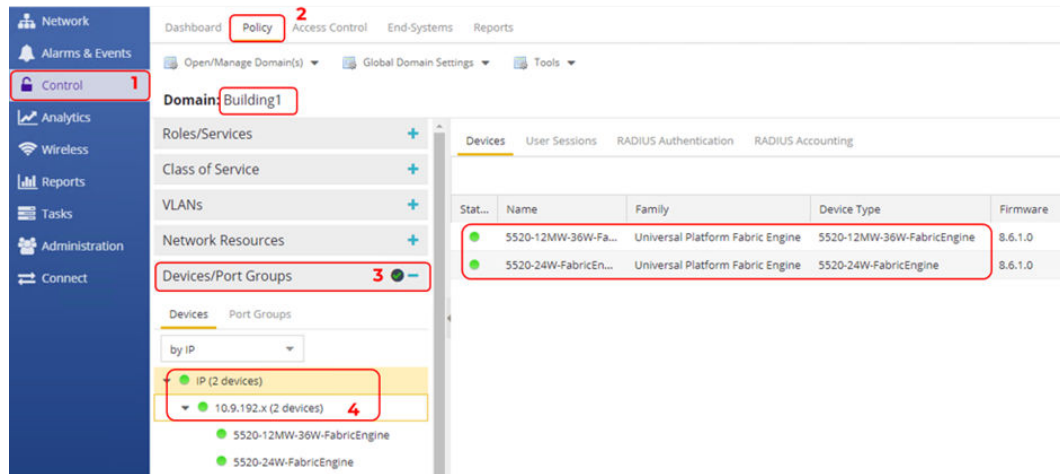 Network
Alarms & Events
Control 1
Analytics
Wireless
Reports
Tasks
Administration
Connect
2
Dashboard Policy Access Control End-Systems Reports
Open/Manage Domain(s) Global Domain Settings Tools
Domain: Building1
Roles/Services +
Class of Service +
VLANs +
Network Resources +
Devices/Port Groups 3 −
Devices Port Groups
by IP
IP (2 devices)
10.9.192.x (2 devices) 4
5520-12MW-36W-FabricEngine
5520-24W-FabricEngine
Devices User Sessions RADIUS Authentication RADIUS Accounting
Stat... Name Family Device Type Firmware
5520-12MW-36W-Fa... Universal Platform Fabric Engine 5520-12MW-36W-FabricEngine 8.6.1.0
5520-24W-FabricEn... Universal Platform Fabric Engine 5520-24W-FabricEngine 8.6.1.0